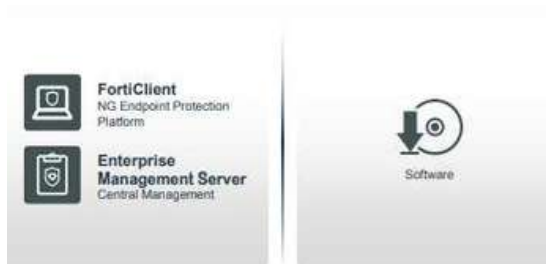 FortiClient
NG Endpoint Protection
Platform
Enterprise
Management Server
Central Management
Software